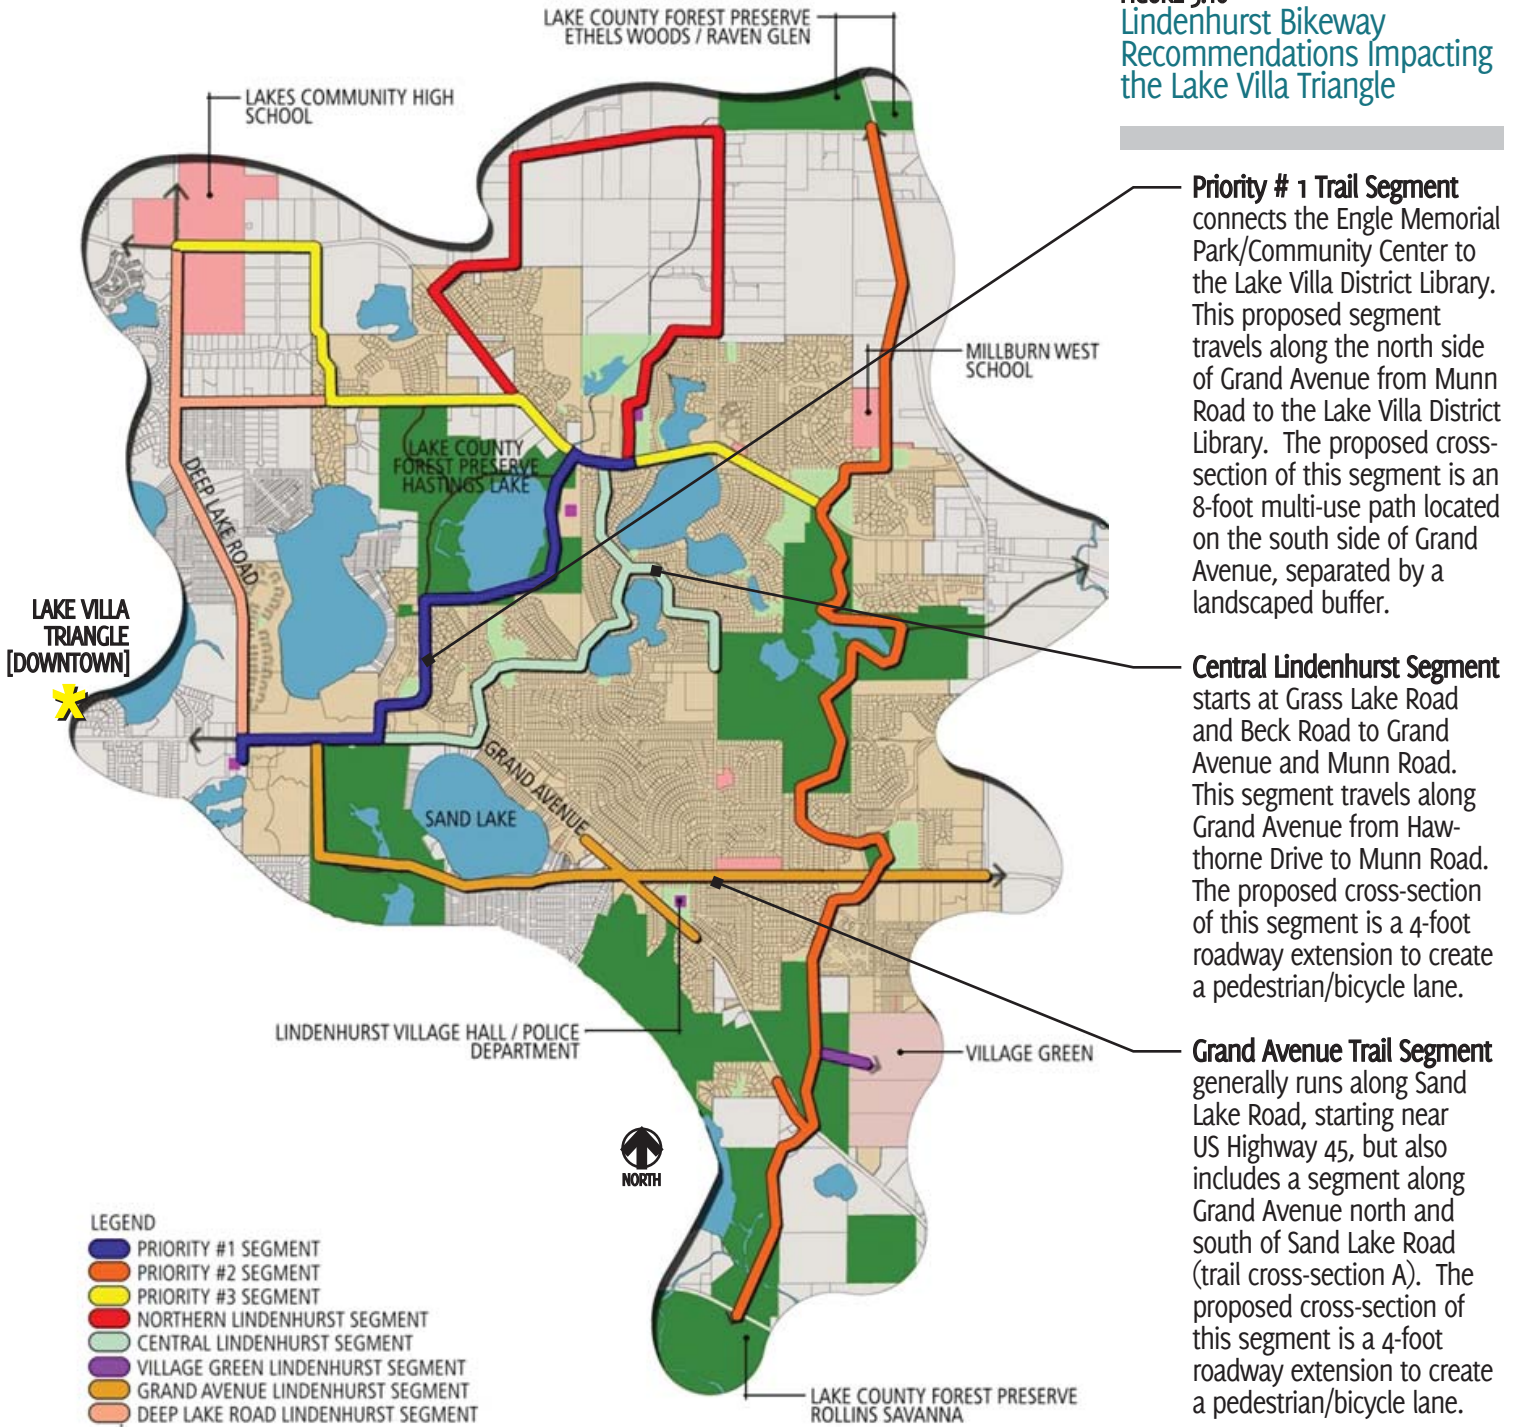 Lindenhurst Bikeway
Recommendations Impacting
the Lake Villa Triangle
LAKE COUNTY FOREST PRESERVE
ETHELS WOODS / RAVEN GLEN
LAKES COMMUNITY HIGH
SCHOOL
MILLBURN WEST
SCHOOL
LAKE COUNTY
FOREST PRESERVE
HASTINGS LAKE
DEEP LAKE ROAD
LAKE VILLA
TRIANGLE
[DOWNTOWN]
GRAND AVENUE
SAND LAKE
LINDENHURST VILLAGE HALL / POLICE
DEPARTMENT
VILLAGE GREEN
NORTH
LAKE COUNTY FOREST PRESERVE
ROLLINS SAVANNA
LEGEND
PRIORITY #1 SEGMENT
PRIORITY #2 SEGMENT
PRIORITY #3 SEGMENT
NORTHERN LINDENHURST SEGMENT
CENTRAL LINDENHURST SEGMENT
VILLAGE GREEN LINDENHURST SEGMENT
GRAND AVENUE LINDENHURST SEGMENT
DEEP LAKE ROAD LINDENHURST SEGMENT
Priority # 1 Trail Segment
connects the Engle Memorial
Park/Community Center to
the Lake Villa District Library.
This proposed segment
travels along the north side
of Grand Avenue from Munn
Road to the Lake Villa District
Library. The proposed cross-
section of this segment is an
8-foot multi-use path located
on the south side of Grand
Avenue, separated by a
landscaped buffer.
Central Lindenhurst Segment
starts at Grass Lake Road
and Beck Road to Grand
Avenue and Munn Road.
This segment travels along
Grand Avenue from Haw-
thorne Drive to Munn Road.
The proposed cross-section
of this segment is a 4-foot
roadway extension to create
a pedestrian/bicycle lane.
Grand Avenue Trail Segment
generally runs along Sand
Lake Road, starting near
US Highway 45, but also
includes a segment along
Grand Avenue north and
south of Sand Lake Road
(trail cross-section A). The
proposed cross-section of
this segment is a 4-foot
roadway extension to create
a pedestrian/bicycle lane.